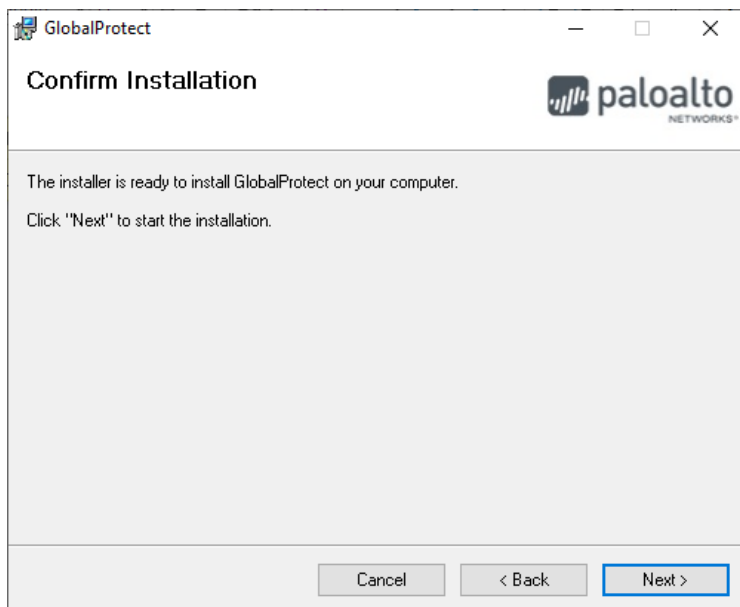 GlobalProtect
Confirm Installation
paloalto
NETWORKS
The installer is ready to install GlobalProtect on your computer.
Click "Next" to start the installation.
Cancel
< Back
Next >